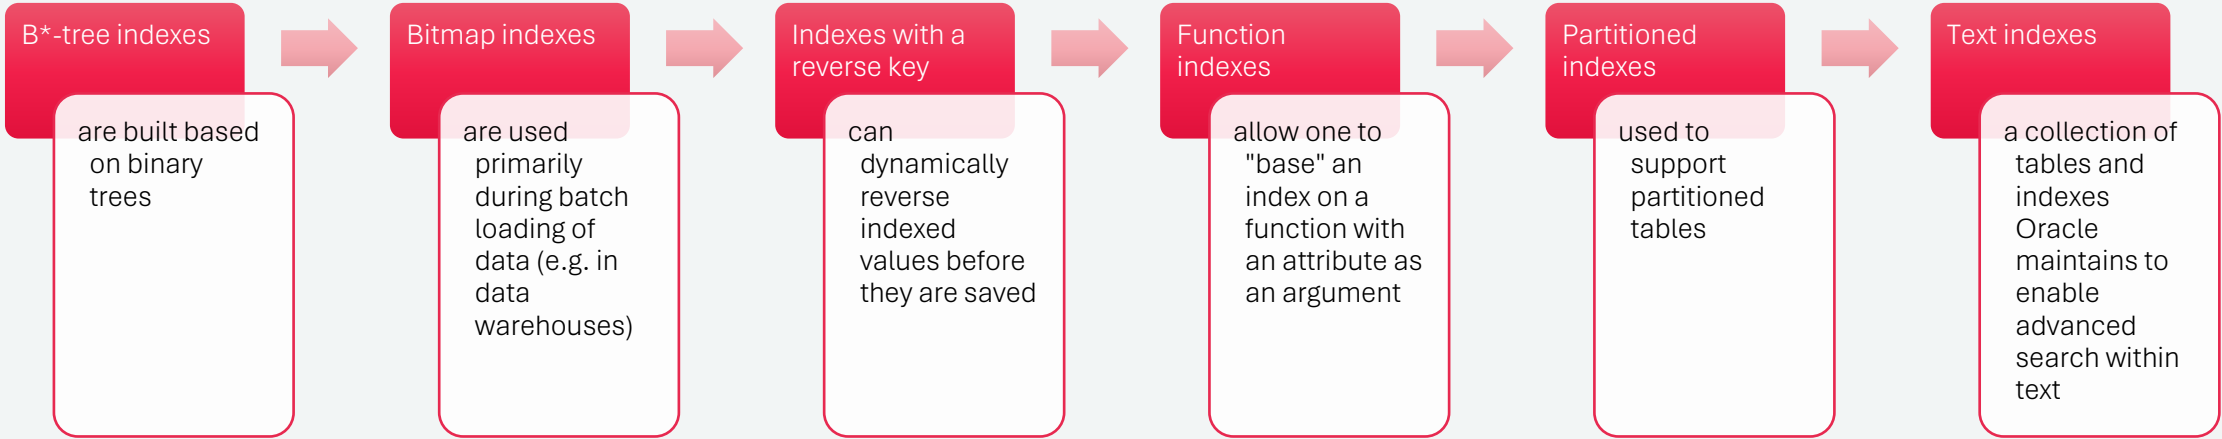 B*-tree indexes
are built based
on binary
trees
Bitmap indexes
are used
primarily
during batch
loading of
data (e.g. in
data
warehouses)
Indexes with a
reverse key
can
dynamically
reverse
indexed
values before
they are saved
Function
indexes
allow one to
"base" an
index on a
function with
an attribute as
an argument
Partitioned
indexes
used to
support
partitioned
tables
Text indexes
a collection of
tables and
indexes
Oracle
maintains to
enable
advanced
search within
text